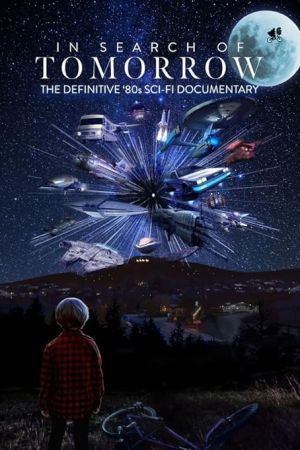 IN SEARCH OF
TOMORROW
THE DEFINITIVE '80s SCI-FI DOCUMENTARY